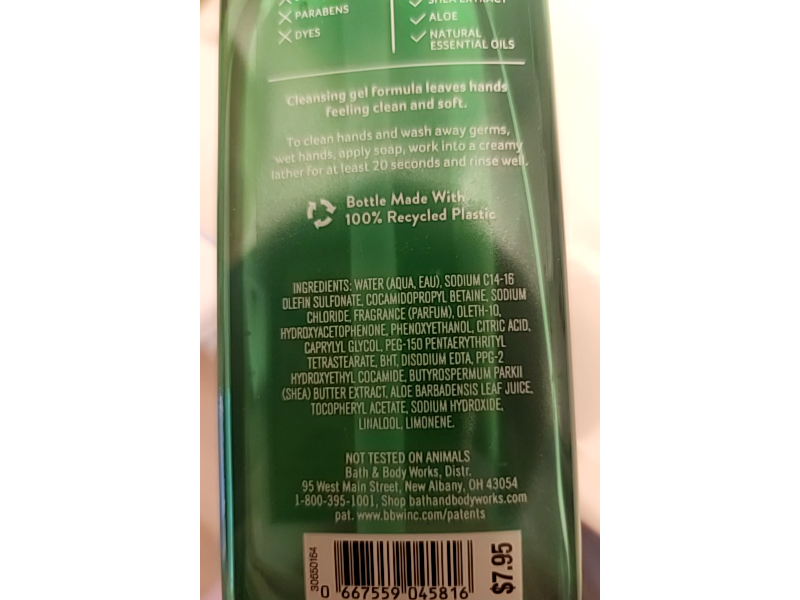 PARABENS
DYES
SHEA EXTRACT
ALOE
NATURAL
ESSENTIAL OILS
Cleansing gel formula leaves hands
feeling clean and soft.
To clean hands and wash away germs,
wet hands, apply soap, work into a creamy
lather for at least 20 seconds and rinse well.
Bottle Made With
100% Recycled Plastic
INGREDIENTS: WATER (AQUA, EAU), SODIUM C14-16
OLEFIN SULFONATE, COCAMIDOPROPYL BETAINE, SODIUM
CHLORIDE, FRAGRANCE (PARFUM), OLETH-10,
HYDROXYACETOPHENONE, PHENOXYETHANOL, CITRIC ACID,
CAPRYLYL GLYCOL, PEG-150 PENTAERYTHRITYL
TETRASTEARATE, BHT, DISODIUM EDTA, PPG-2
HYDROXYETHYL COCAMIDE, BUTYROSPERMUM PARKII
(SHEA) BUTTER EXTRACT, ALOE BARBADENSIS LEAF JUICE,
TOCOPHERYL ACETATE, SODIUM HYDROXIDE,
LINALOOL, LIMONENE.
NOT TESTED ON ANIMALS
Bath & Body Works, Distr.
95 West Main Street, New Albany, OH 43054
1-800-395-1001, Shop bathandbodyworks.com
pat. www.bbwinc.com/patents
30650164
0 667559 045816
$7.95